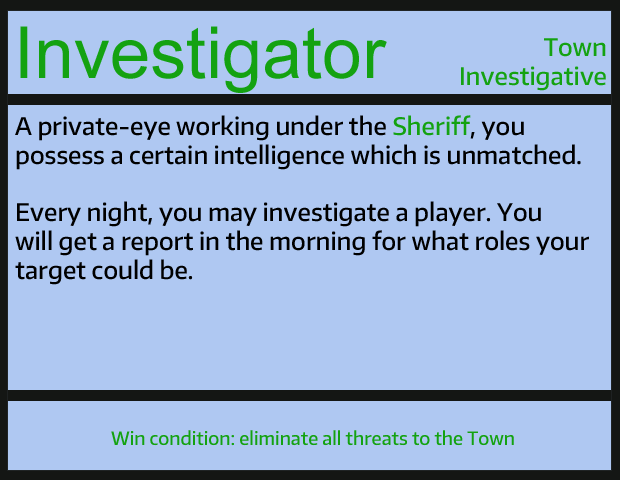 Investigator
Town
Investigative
A private-eye working under the Sheriff, you
possess a certain intelligence which is unmatched.
Every night, you may investigate a player. You
will get a report in the morning for what roles your
target could be.
Win condition: eliminate all threats to the Town